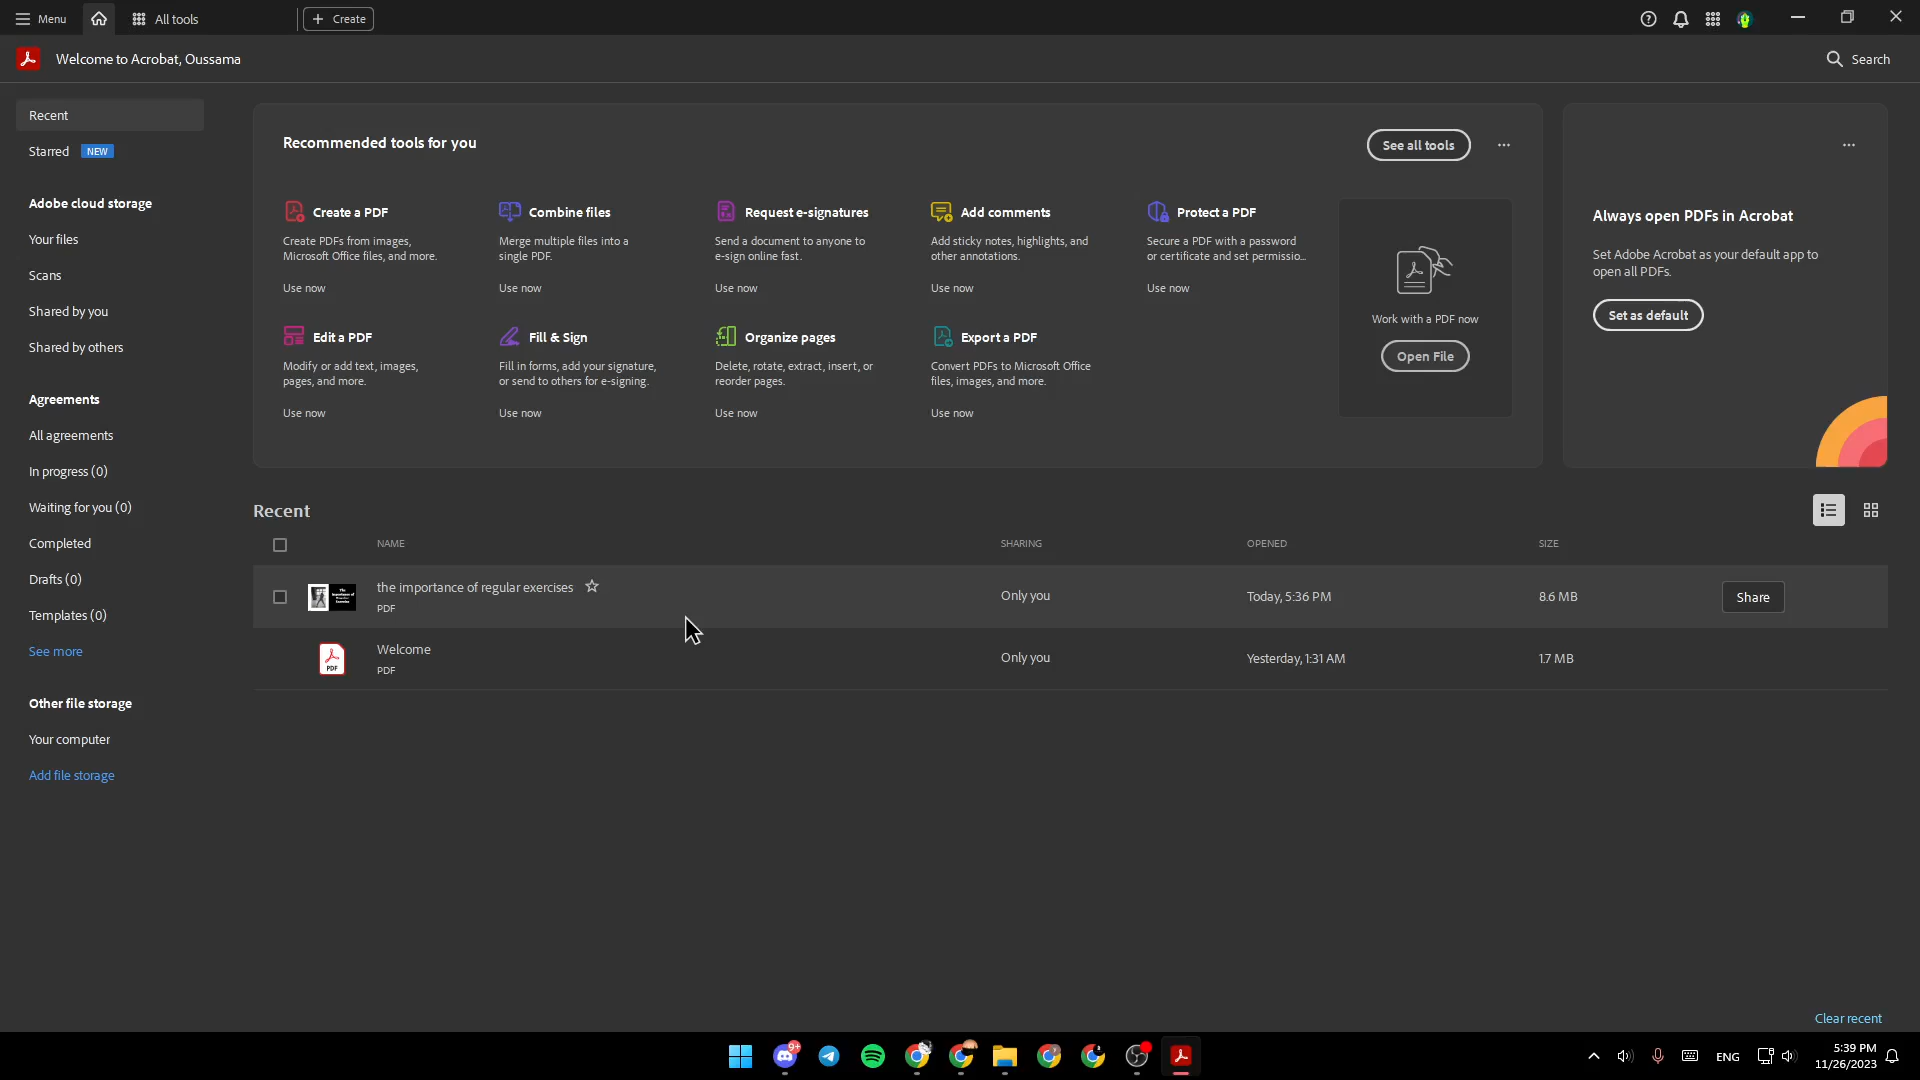 Menu
All tools
Create
Welcome to Acrobat, Oussama
Search
Recent
Starred NEW
Adobe cloud storage
Your files
Scans
Shared by you
Shared by others
Agreements
All agreements
In progress (0)
Waiting for you (0)
Completed
Drafts (0)
Templates (0)
See more
Other file storage
Your computer
Add file storage
Recommended tools for you
See all tools
Create a PDF
Create PDFs from images,
Microsoft Office files, and more.
Use now
Combine files
Merge multiple files into a
single PDF.
Use now
Request e-signatures
Send a document to anyone to
e-sign online fast.
Use now
Add comments
Add sticky notes, highlights, and
other annotations.
Use now
Protect a PDF
Secure a PDF with a password
or certificate and set permissio...
Use now
Edit a PDF
Modify or add text, images,
pages, and more.
Use now
Fill & Sign
Fill in forms, add your signature,
or send to others for e-signing.
Use now
Organize pages
Delete, rotate, extract, insert, or
reorder pages.
Use now
Export a PDF
Convert PDFs to Microsoft Office
files, images, and more.
Use now
Work with a PDF now
Open File
Always open PDFs in Acrobat
Set Adobe Acrobat as your default app to
open all PDFs.
Set as default
Recent
NAME SHARING OPENED SIZE
the importance of regular exercises
PDF
Only you
Today, 5:36 PM
8.6 MB
Share
Welcome
PDF
Only you
Yesterday, 1:31 AM
1.7 MB
PDF
Clear recent
9+
ENG
5:39 PM
11/26/2023